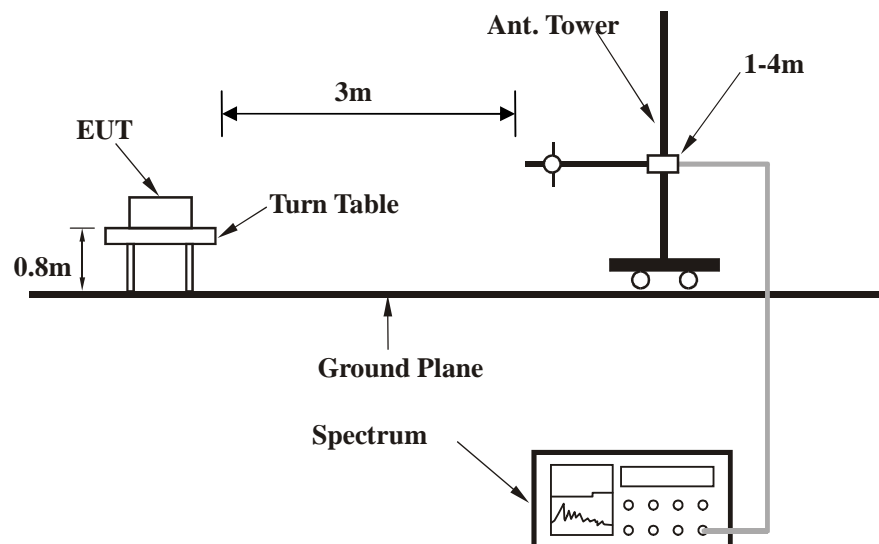 Ant. Tower
1-4m
3m
EUT
Turn Table
0.8m
Ground Plane
Spectrum